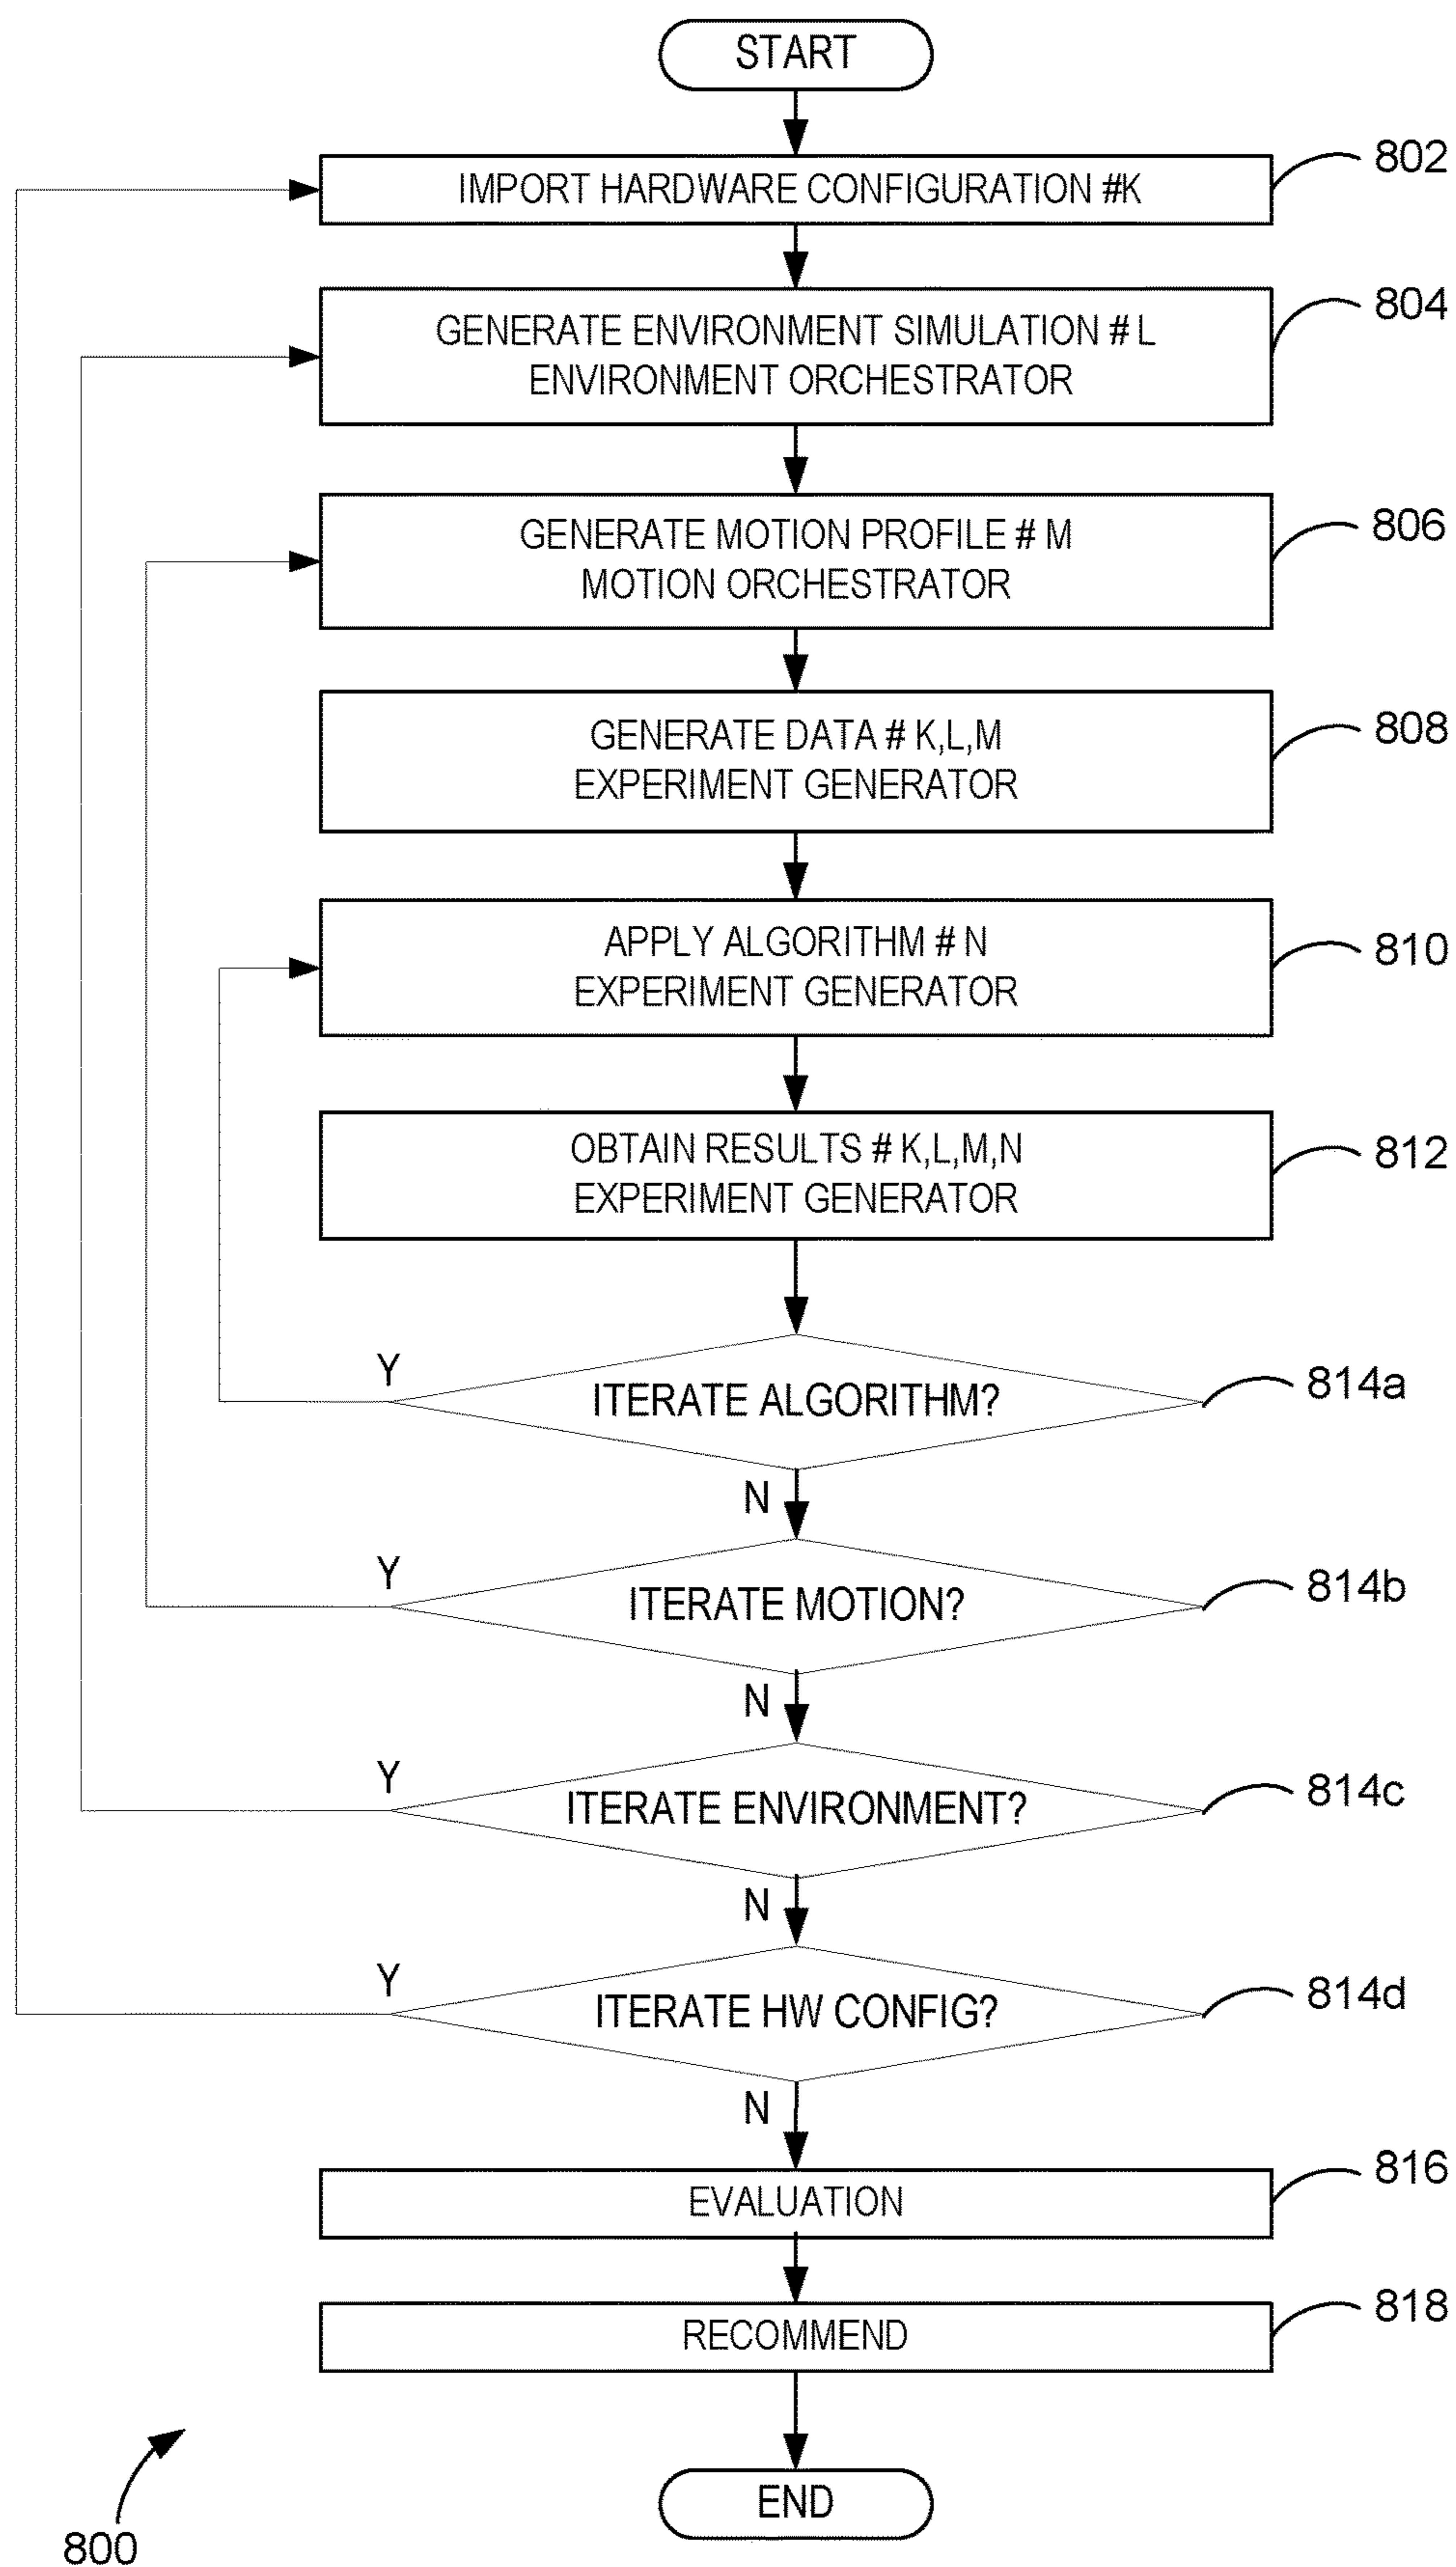 START
802
IMPORT HARDWARE CONFIGURATION #K
804
GENERATE ENVIRONMENT SIMULATION # L
ENVIRONMENT ORCHESTRATOR
806
GENERATE MOTION PROFILE # M
MOTION ORCHESTRATOR
808
GENERATE DATA # K,L,M
EXPERIMENT GENERATOR
810
APPLY ALGORITHM # N
EXPERIMENT GENERATOR
812
OBTAIN RESULTS # K,L,M,N
EXPERIMENT GENERATOR
Y
814a
ITERATE ALGORITHM?
N
Y
814b
ITERATE MOTION?
N
Y
814c
ITERATE ENVIRONMENT?
N
Y
814d
ITERATE HW CONFIG?
N
816
EVALUATION
818
RECOMMEND
END
800